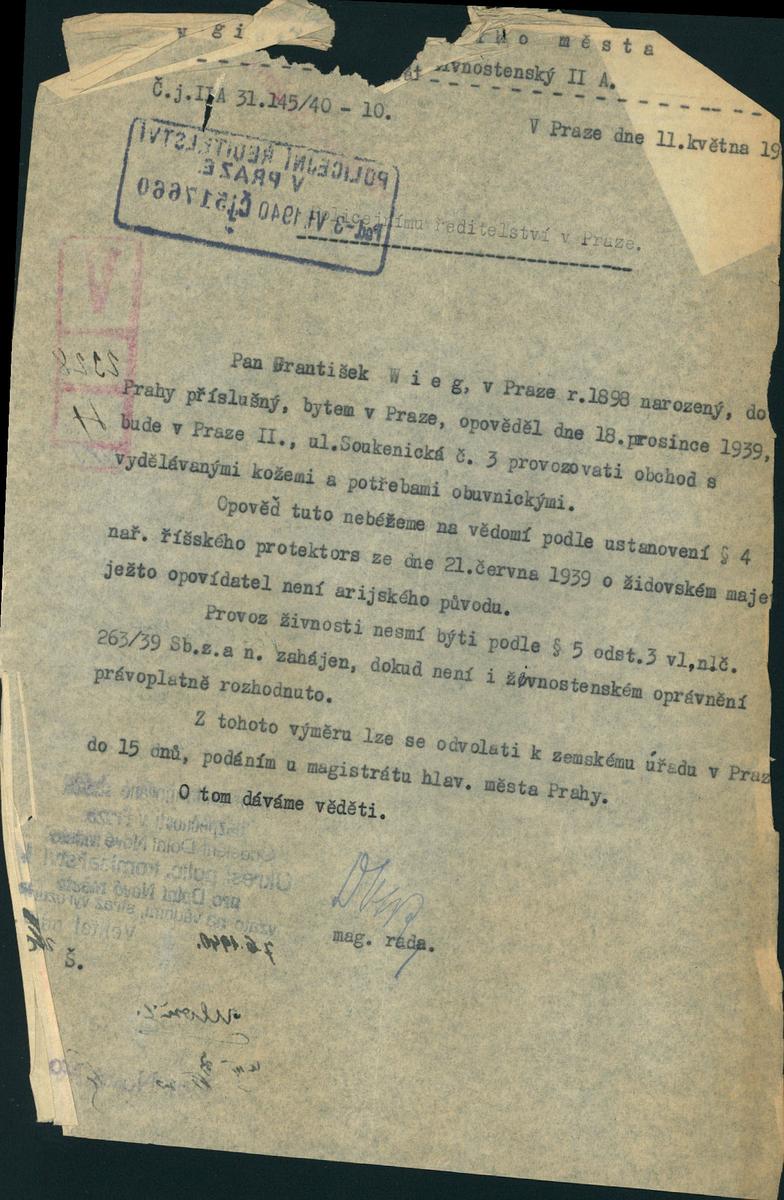 g i
ho města
ivnostenský II A.
Č.j.IIA 31.145/40 - 10.
V Praze dne 11.května 19
POLICEJNÍ ŘEDITELSTVÍ
V PRAZE
Pod -3 VI 1940 Čj 517660
Policejnímu ředitelství v Praze.
Pan František W i e g, v Praze r.1898 narozený, do
Prahy příslušný, bytem v Praze, opověděl dne 18.prosince 1939,
bude v Praze II., ul.Soukenická č. 3 provozovati obchod s
vydělávanými kožemi a potřebami obuvnickými.
Opověď tuto nebéžeme na vědomí podle ustanovení § 4
nař. říšského protektors ze dne 21.června 1939 o židovském maje
ježto opovídatel není arijského původu.
Provoz živnosti nesmí býti podle § 5 odst.3 vl,nlč.
263/39 Sb.z.a n. zahájen, dokud není i živnostenském oprávnění
právoplatně rozhodnuto.
Z tohoto výměru lze se odvolati k zemskému úřadu v Praz
do 15 dnů, podáním u magistrátu hlav. města Prahy.
O tom dáváme věděti.
mag. rada.
7.6.1940.
č.